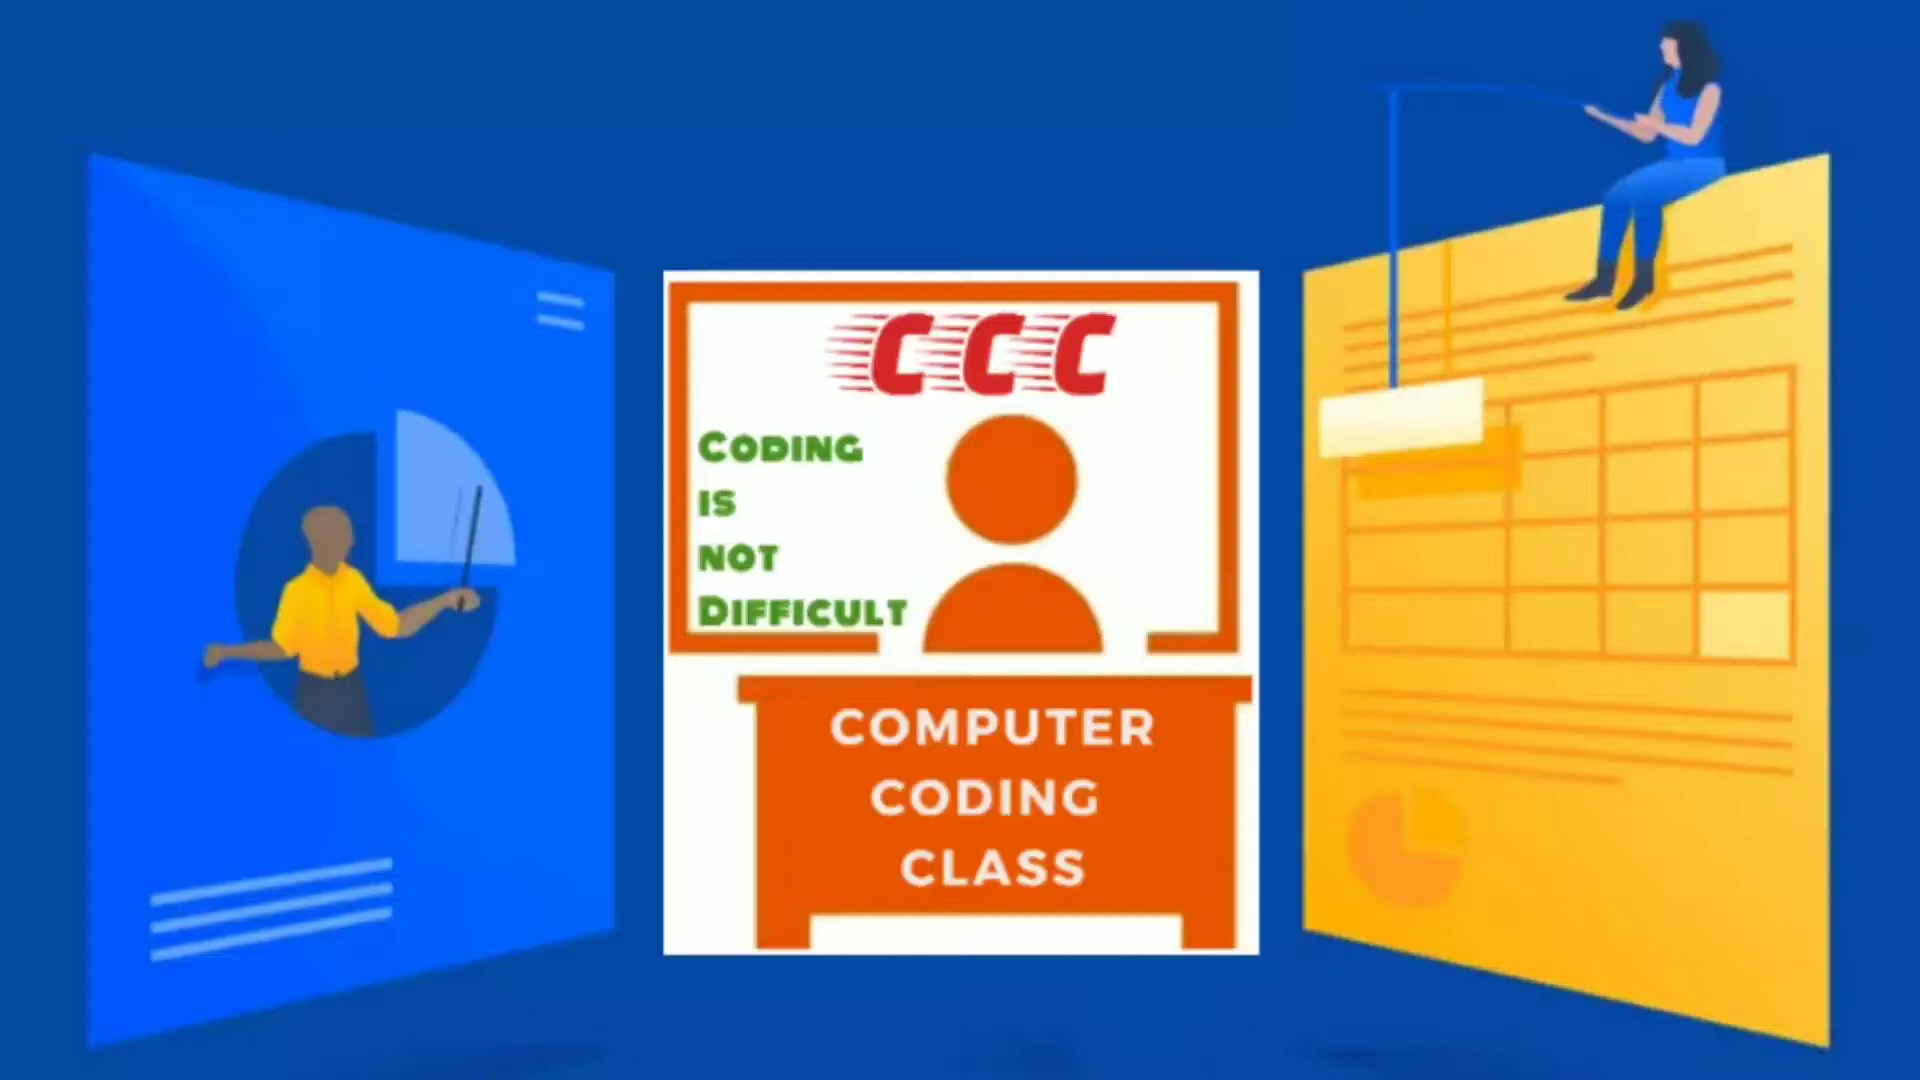 CCC
CODING
IS
NOT
DIFFICULT
COMPUTER
CODING
CLASS